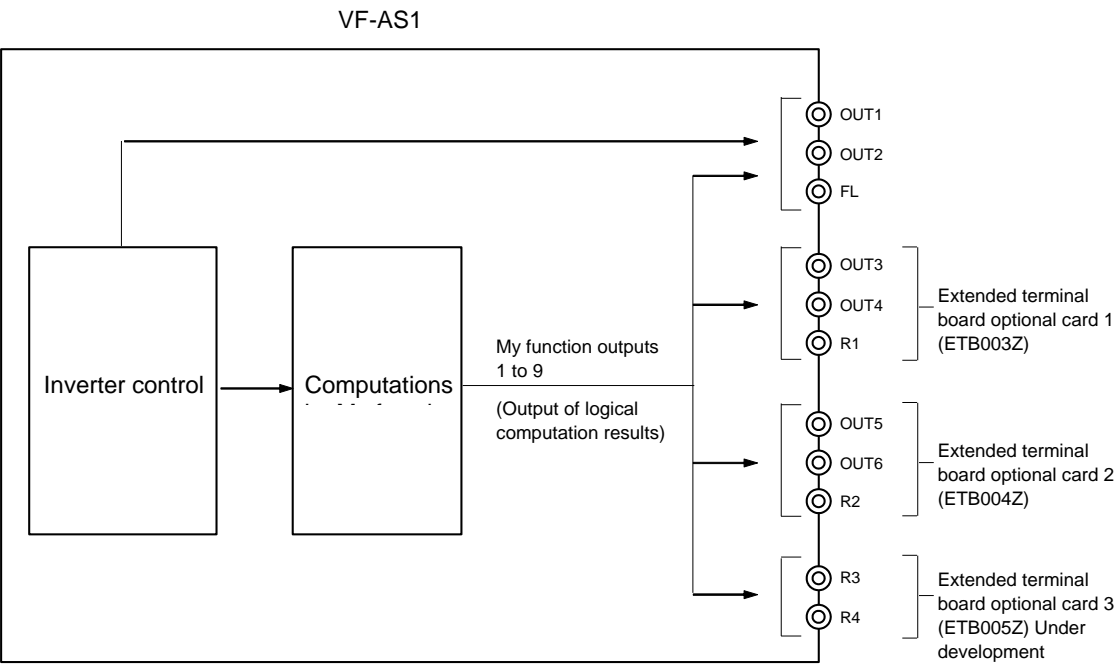 VF-AS1
OUT1
OUT2
FL
OUT3
OUT4
R1
Extended terminal
board optional card 1
(ETB003Z)
Inverter control
Computations
My function outputs
1 to 9
(Output of logical
computation results)
OUT5
OUT6
R2
Extended terminal
board optional card 2
(ETB004Z)
R3
R4
Extended terminal
board optional card 3
(ETB005Z) Under
development